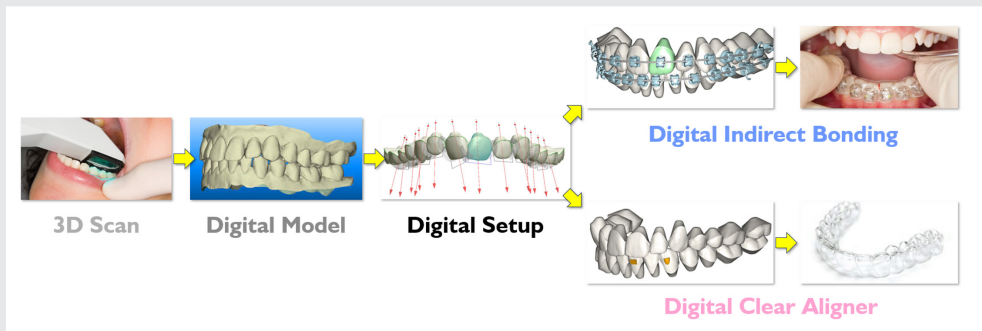 3D Scan
Digital Model
Digital Setup
Digital Indirect Bonding
Digital Clear Aligner